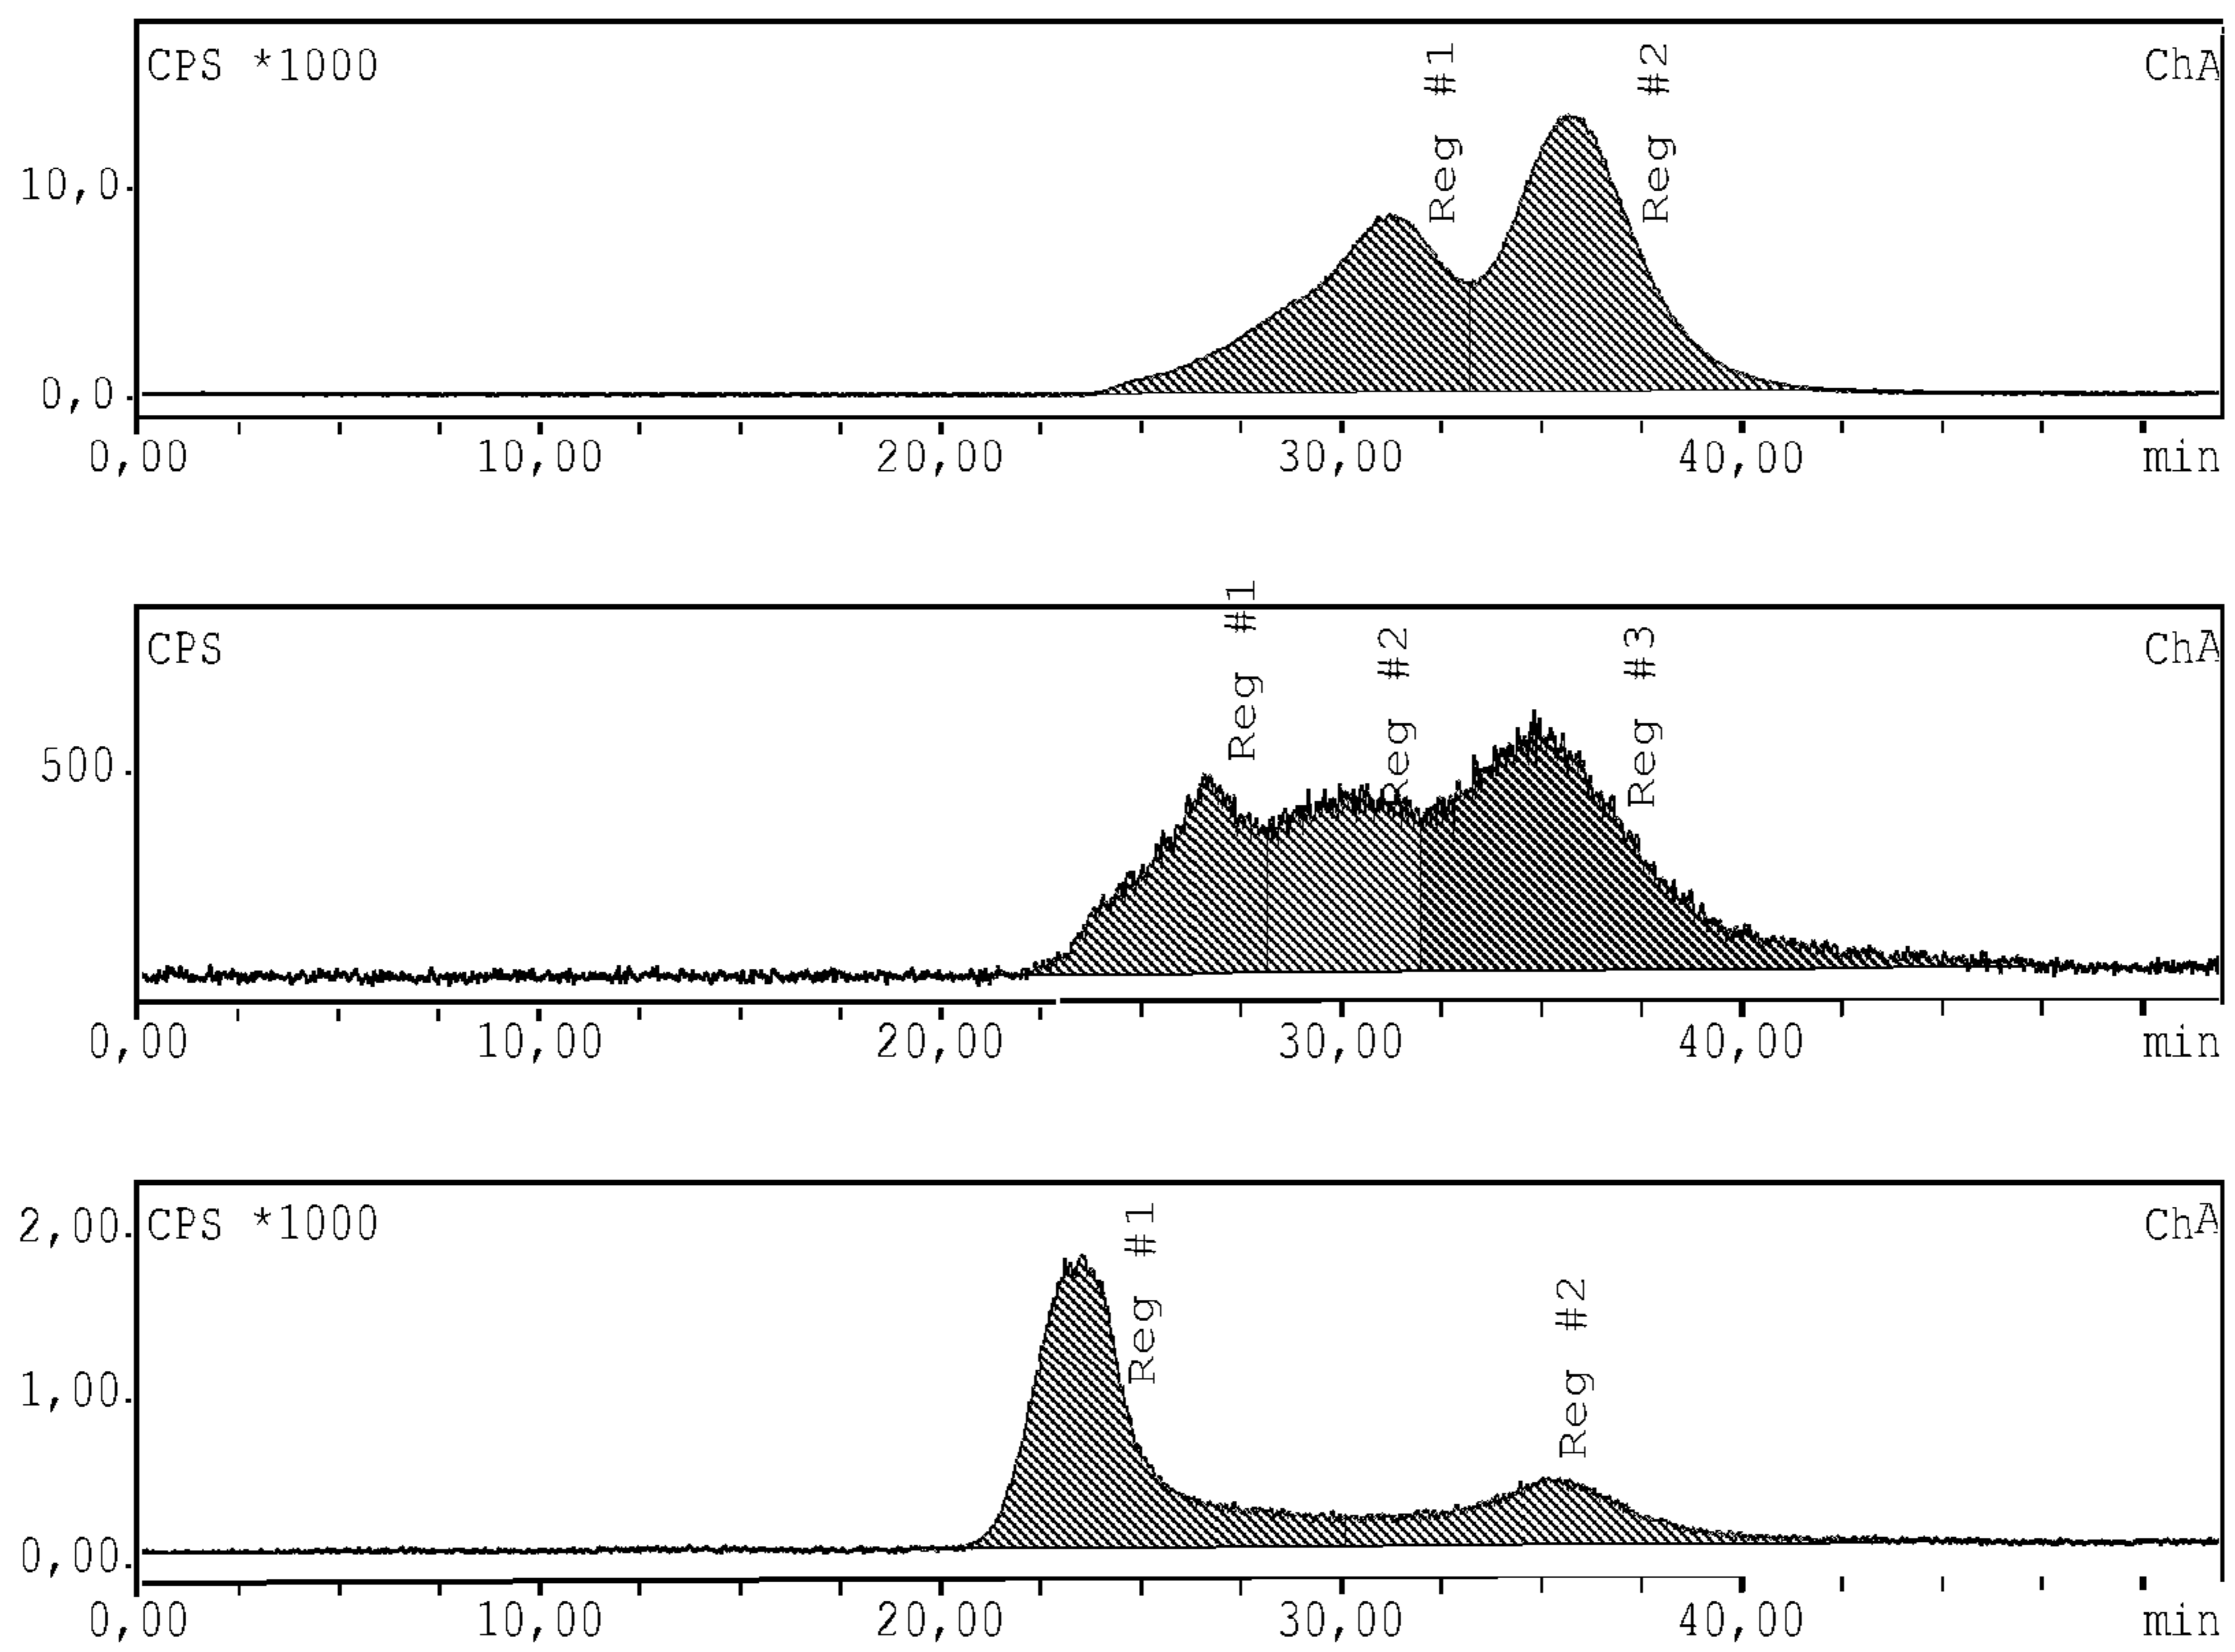 CPS *1000
Reg #1
Reg #2
ChA
10,0
0,0
0,00 10,00 20,00 30,00 40,00 min
CPS
Reg #1
Reg #2
Reg #3
ChA
500
0,00 10,00 20,00 30,00 40,00 min
2,00
CPS *1000
Reg #1
Reg #2
ChA
1,00
0,00
0,00 10,00 20,00 30,00 40,00 min